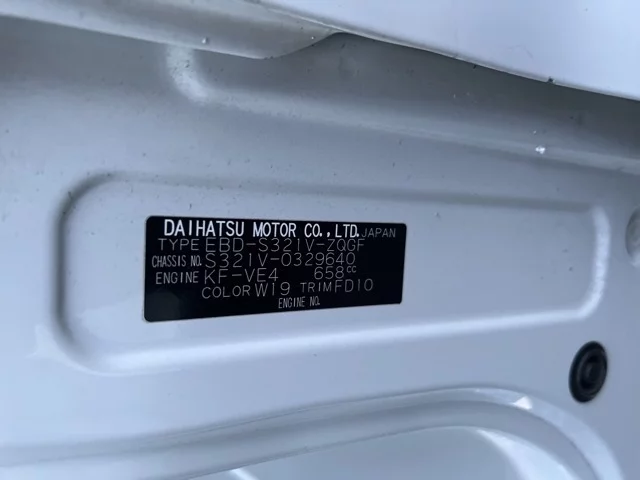 DAIHATSU MOTOR CO.,LTD. JAPAN
TYPE EBD-S321V-ZQGF
CHASSIS NO. S321V-0329640
ENGINE KF-VE4 658cc
COLOR W19 TRIM FD10
ENGINE NO.